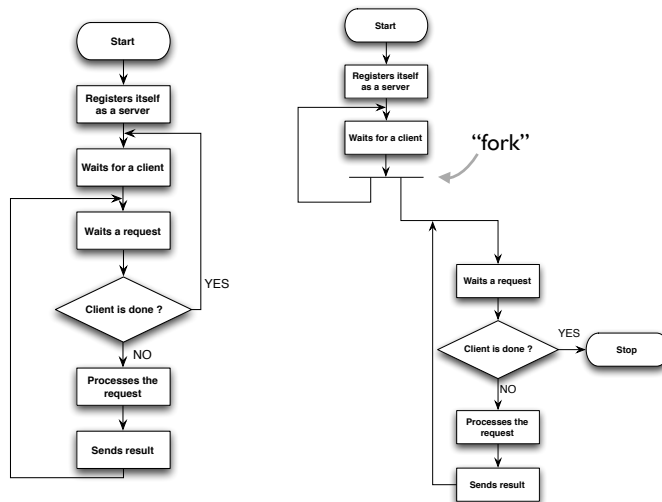 Start
Registers itself
as a server
Waits for a client
Waits a request
YES
Client is done ?
NO
Processes the
request
Sends result
Start
Registers itself
as a server
Waits for a client
"fork"
Waits a request
YES
Client is done ?
Stop
NO
Processes the
request
Sends result